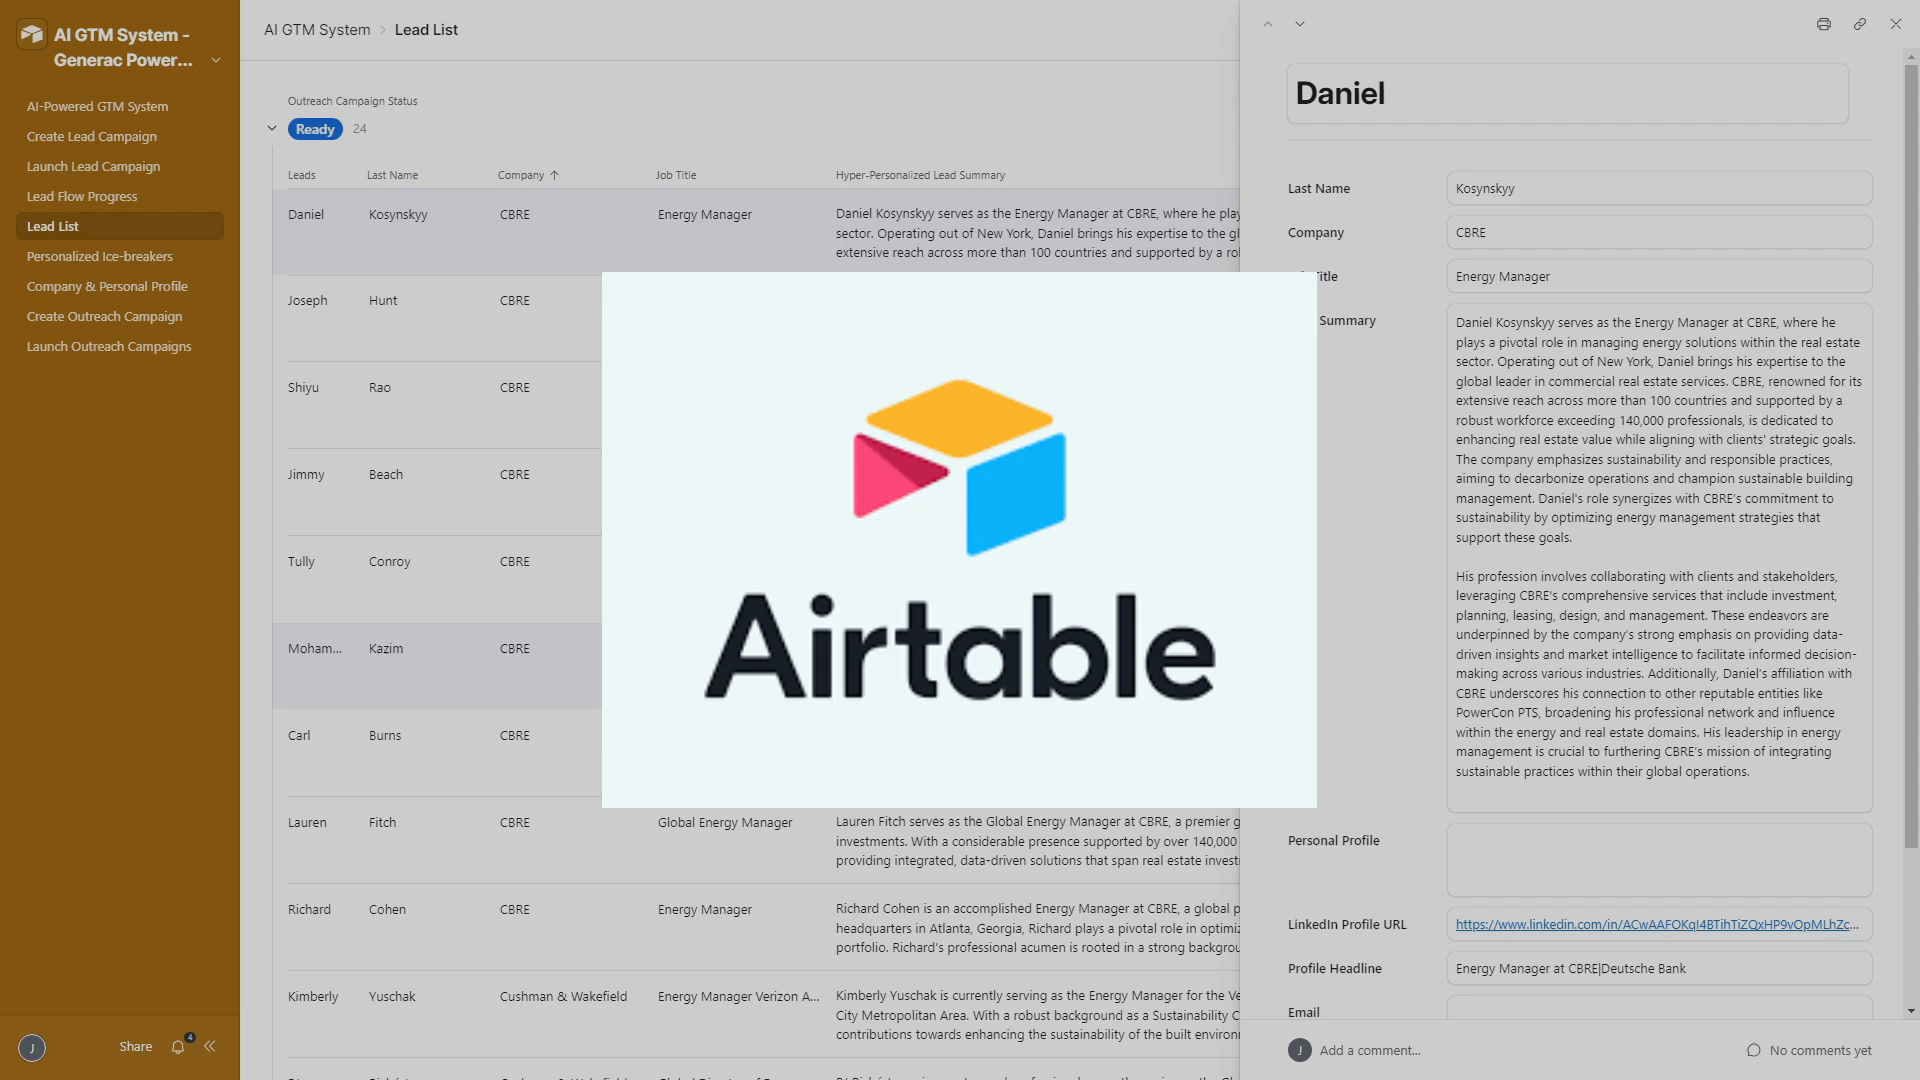 AI GTM System -
Generac Power...
AI-Powered GTM System
Create Lead Campaign
Launch Lead Campaign
Lead Flow Progress
Lead List
Personalized Ice-breakers
Company & Personal Profile
Create Outreach Campaign
Launch Outreach Campaigns
J
Share
4
AI GTM System
Lead List
Outreach Campaign Status
Ready
24
Leads
Last Name
Company
Job Title
Hyper-Personalized Lead Summary
Daniel
Kosynskyy
CBRE
Energy Manager
Daniel Kosynskyy serves as the Energy Manager at CBRE, where he play
sector. Operating out of New York, Daniel brings his expertise to the gl
extensive reach across more than 100 countries and supported by a ro
Joseph
Hunt
CBRE
Shiyu
Rao
CBRE
Jimmy
Beach
CBRE
Tully
Conroy
CBRE
Moham...
Kazim
CBRE
Carl
Burns
CBRE
Lauren
Fitch
CBRE
Global Energy Manager
Lauren Fitch serves as the Global Energy Manager at CBRE, a premier g
investments. With a considerable presence supported by over 140,000
providing integrated, data-driven solutions that span real estate invest
Richard
Cohen
CBRE
Energy Manager
Richard Cohen is an accomplished Energy Manager at CBRE, a global p
headquarters in Atlanta, Georgia, Richard plays a pivotal role in optimiz
portfolio. Richard's professional acumen is rooted in a strong backgrou
Kimberly
Yuschak
Cushman & Wakefield
Energy Manager Verizon A...
Kimberly Yuschak is currently serving as the Energy Manager for the Ve
City Metropolitan Area. With a robust background as a Sustainability C
contributions towards enhancing the sustainability of the built environ
Airtable
Daniel
Last Name
Kosynskyy
Company
CBRE
Title
Energy Manager
Summary
Daniel Kosynskyy serves as the Energy Manager at CBRE, where he
plays a pivotal role in managing energy solutions within the real estate
sector. Operating out of New York, Daniel brings his expertise to the
global leader in commercial real estate services. CBRE, renowned for its
extensive reach across more than 100 countries and supported by a
robust workforce exceeding 140,000 professionals, is dedicated to
enhancing real estate value while aligning with clients' strategic goals.
The company emphasizes sustainability and responsible practices,
aiming to decarbonize operations and champion sustainable building
management. Daniel's role synergizes with CBRE's commitment to
sustainability by optimizing energy management strategies that
support these goals.
His profession involves collaborating with clients and stakeholders,
leveraging CBRE's comprehensive services that include investment,
planning, leasing, design, and management. These endeavors are
underpinned by the company's strong emphasis on providing data-
driven insights and market intelligence to facilitate informed decision-
making across various industries. Additionally, Daniel's affiliation with
CBRE underscores his connection to other reputable entities like
PowerCon PTS, broadening his professional network and influence
within the energy and real estate domains. His leadership in energy
management is crucial to furthering CBRE's mission of integrating
sustainable practices within their global operations.
Personal Profile
LinkedIn Profile URL
https://www.linkedin.com/in/ACwAAFOKqI4BTihTiZQxHP9vOpMLhZc...
Profile Headline
Energy Manager at CBRE|Deutsche Bank
Email
J
Add a comment...
No comments yet